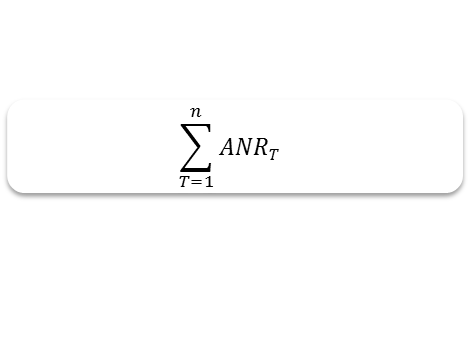 n
∑ ANR_T
T=1